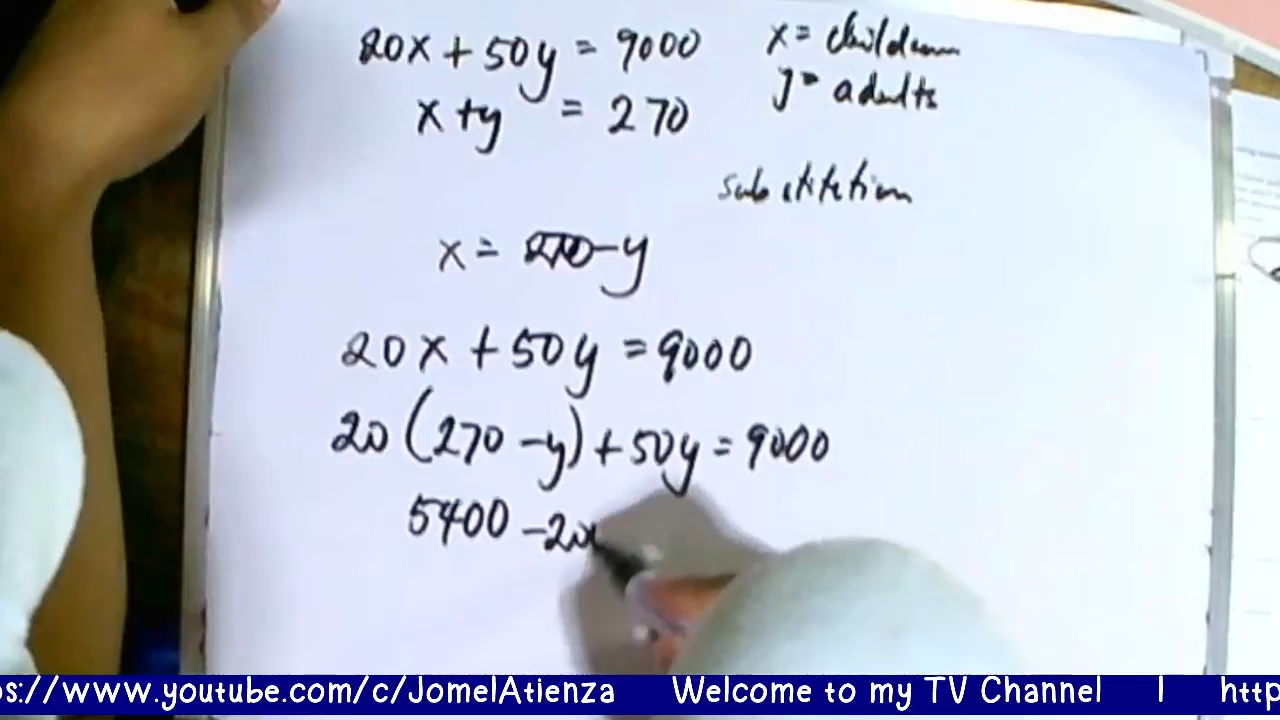 20x + 50y = 9000 x = children
x + y = 270 y = adults
substitution
x = 270 - y
20x + 50y = 9000
20 (270 - y) + 50y = 9000
5400 - 20
ps://www.youtube.com/c/JomelAtienza Welcome to my TV Channel | http